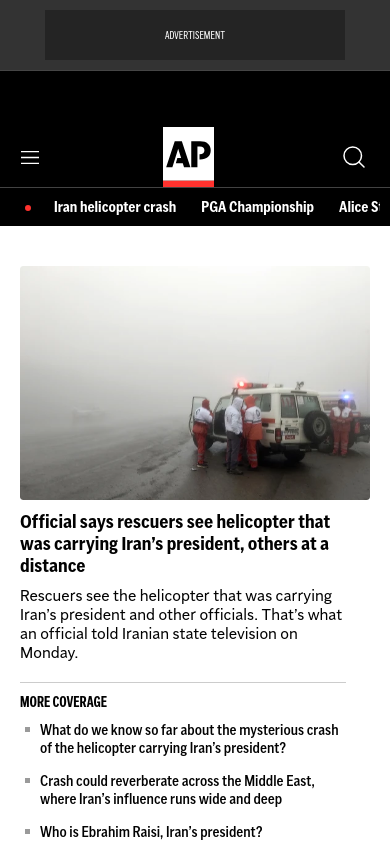 ADVERTISEMENT
AP
Iran helicopter crash PGA Championship Alice
Official says rescuers see helicopter that
was carrying Iran’s president, others at a
distance
Rescuers see the helicopter that was carrying
Iran’s president and other officials. That’s what
an official told Iranian state television on
Monday.
MORE COVERAGE
What do we know so far about the mysterious crash
of the helicopter carrying Iran’s president?
Crash could reverberate across the Middle East,
where Iran’s influence runs wide and deep
Who is Ebrahim Raisi, Iran’s president?